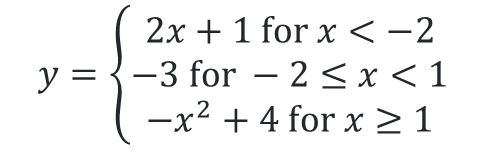 2x + 1 for x < −2
y = { −3 for − 2 ≤ x < 1
−x² + 4 for x ≥ 1